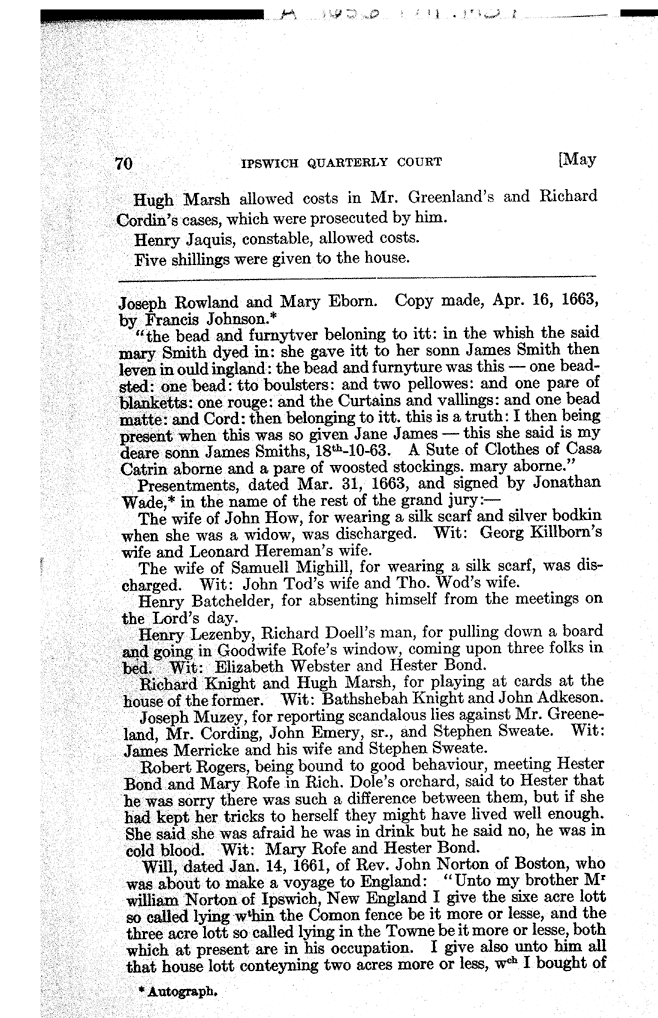 70 IPSWICH QUARTERLY COURT [May
Hugh Marsh allowed costs in Mr. Greenland's and Richard
Cordin's cases, which were prosecuted by him.
Henry Jaquis, constable, allowed costs.
Five shillings were given to the house.
Joseph Rowland and Mary Eborn. Copy made, Apr. 16, 1663,
by Francis Johnson.*
"the bead and furnytver beloning to itt: in the whish the said
mary Smith dyed in: she gave itt to her sonn James Smith then
leven in ould ingland: the bead and furnyture was this — one bead-
sted: one bead: tto boulsters: and two pellowes: and one pare of
blanketts: one rouge: and the Curtains and vallings: and one bead
matte: and Cord: then belonging to itt. this is a truth: I then being
present when this was so given Jane James — this she said is my
deare sonn James Smiths, 18th-10-63. A Sute of Clothes of Casa
Catrin aborne and a pare of woosted stockings. mary aborne."
Presentments, dated Mar. 31, 1663, and signed by Jonathan
Wade,* in the name of the rest of the grand jury:—
The wife of John How, for wearing a silk scarf and silver bodkin
when she was a widow, was discharged. Wit: Georg Killborn's
wife and Leonard Hereman's wife.
The wife of Samuell Mighill, for wearing a silk scarf, was dis-
charged. Wit: John Tod's wife and Tho. Wod's wife.
Henry Batchelder, for absenting himself from the meetings on
the Lord's day.
Henry Lezenby, Richard Doell's man, for pulling down a board
and going in Goodwife Rofe's window, coming upon three folks in
bed. Wit: Elizabeth Webster and Hester Bond.
Richard Knight and Hugh Marsh, for playing at cards at the
house of the former. Wit: Bathshebah Knight and John Adkeson.
Joseph Muzey, for reporting scandalous lies against Mr. Greene-
land, Mr. Cording, John Emery, sr., and Stephen Sweate. Wit:
James Merricke and his wife and Stephen Sweate.
Robert Rogers, being bound to good behaviour, meeting Hester
Bond and Mary Rofe in Rich. Dole's orchard, said to Hester that
he was sorry there was such a difference between them, but if she
had kept her tricks to herself they might have lived well enough.
She said she was afraid he was in drink but he said no, he was in
cold blood. Wit: Mary Rofe and Hester Bond.
Will, dated Jan. 14, 1661, of Rev. John Norton of Boston, who
was about to make a voyage to England: "Unto my brother Mr
william Norton of Ipswich, New England I give the sixe acre lott
so called lying wthin the Comon fence be it more or lesse, and the
three acre lott so called lying in the Towne be it more or lesse, both
which at present are in his occupation. I give also unto him all
that house lott conteyning two acres more or less, wch I bought of
* Autograph.